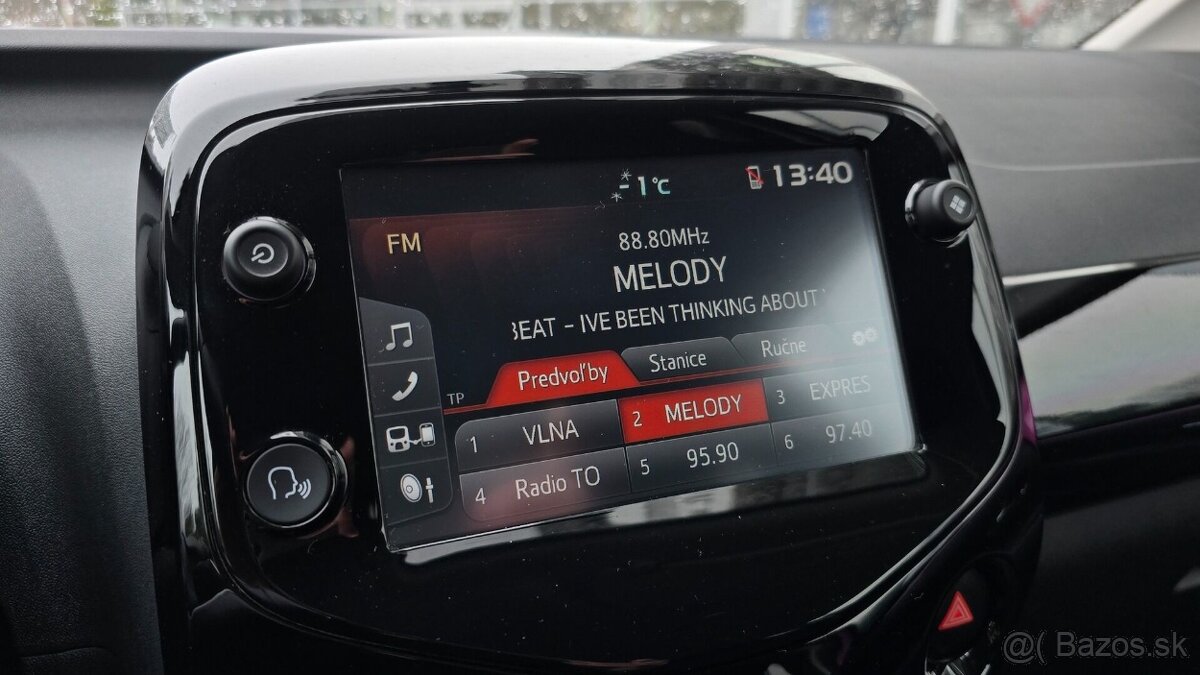 -1°C 13:40
FM
88.80MHz
MELODY
BEAT - IVE BEEN THINKING ABOUT
TP Predvoľby Stanice Ručne
1 VLNA 2 MELODY 3 EXPRES
4 Radio TO 5 95.90 6 97.40
@( Bazos.sk